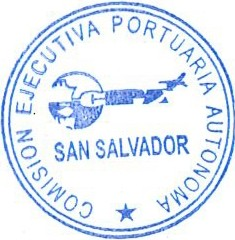 COMISION EJECUTIVA PORTUARIA AUTONOMA
SAN SALVADOR